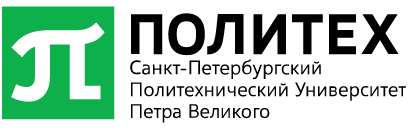 ПОЛИТЕХ
Санкт-Петербургский
Политехнический Университет
Петра Великого